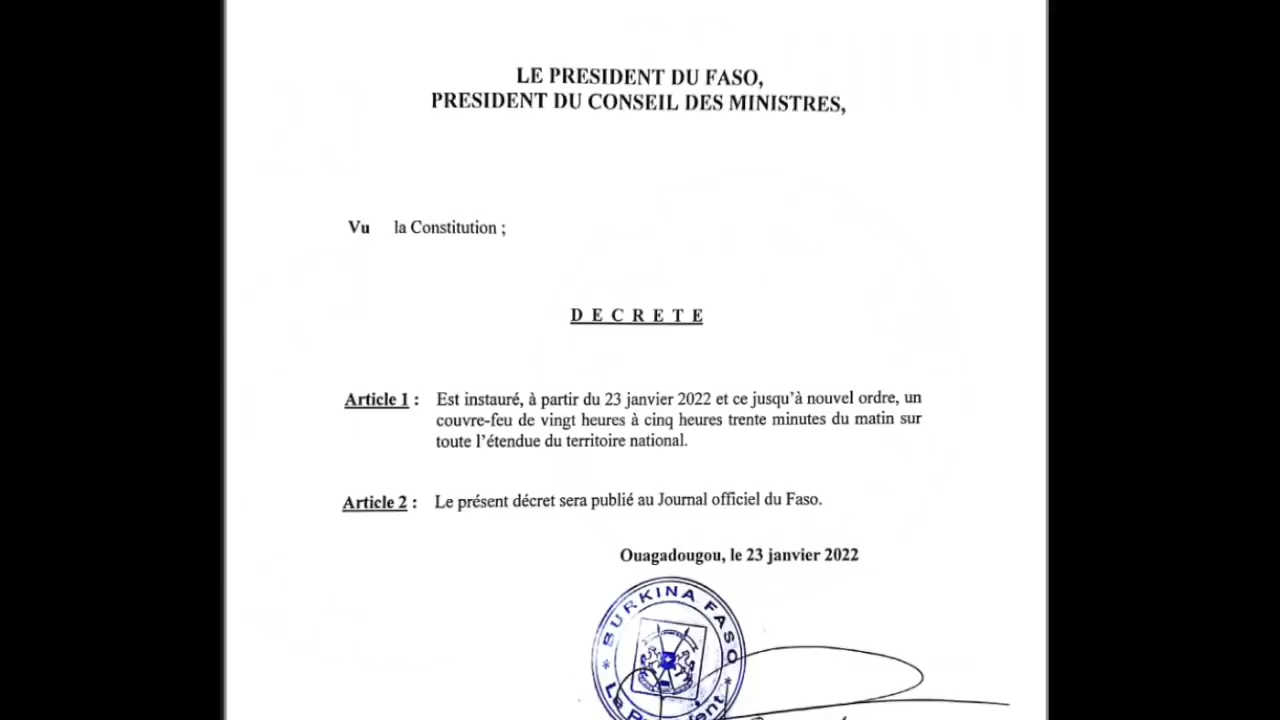 LE PRESIDENT DU FASO,
PRESIDENT DU CONSEIL DES MINISTRES,
Vu la Constitution ;
D E C R E T E
Article 1 : Est instauré, à partir du 23 janvier 2022 et ce jusqu'à nouvel ordre, un
couvre-feu de vingt heures à cinq heures trente minutes du matin sur
toute l'étendue du territoire national.
Article 2 : Le présent décret sera publié au Journal officiel du Faso.
Ouagadougou, le 23 janvier 2022
* BURKINA FASO *